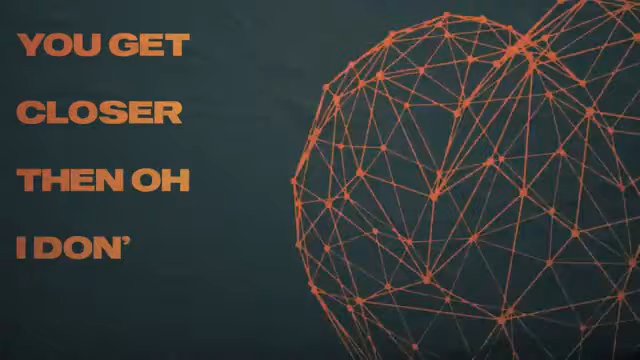 YOU GET
CLOSER
THEN OH
I DON’